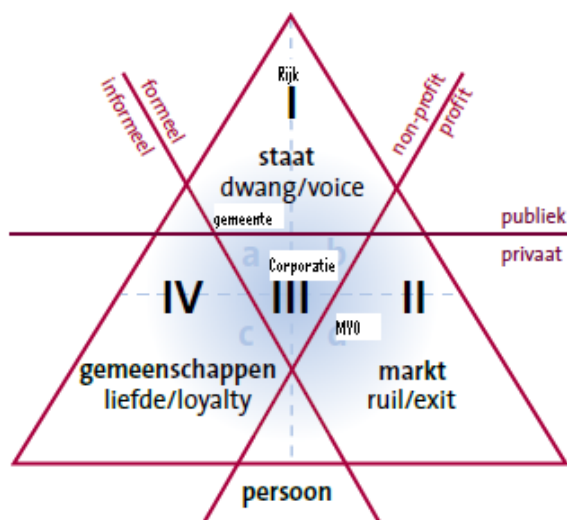 Rijk
I
informeel
formeel
non-profit
profit
staat
dwang/voice
gemeente
publiek
privaat
a
b
Corporatie
IV
III
II
c
d
MVO
gemeenschappen
liefde/loyalty
markt
ruil/exit
persoon